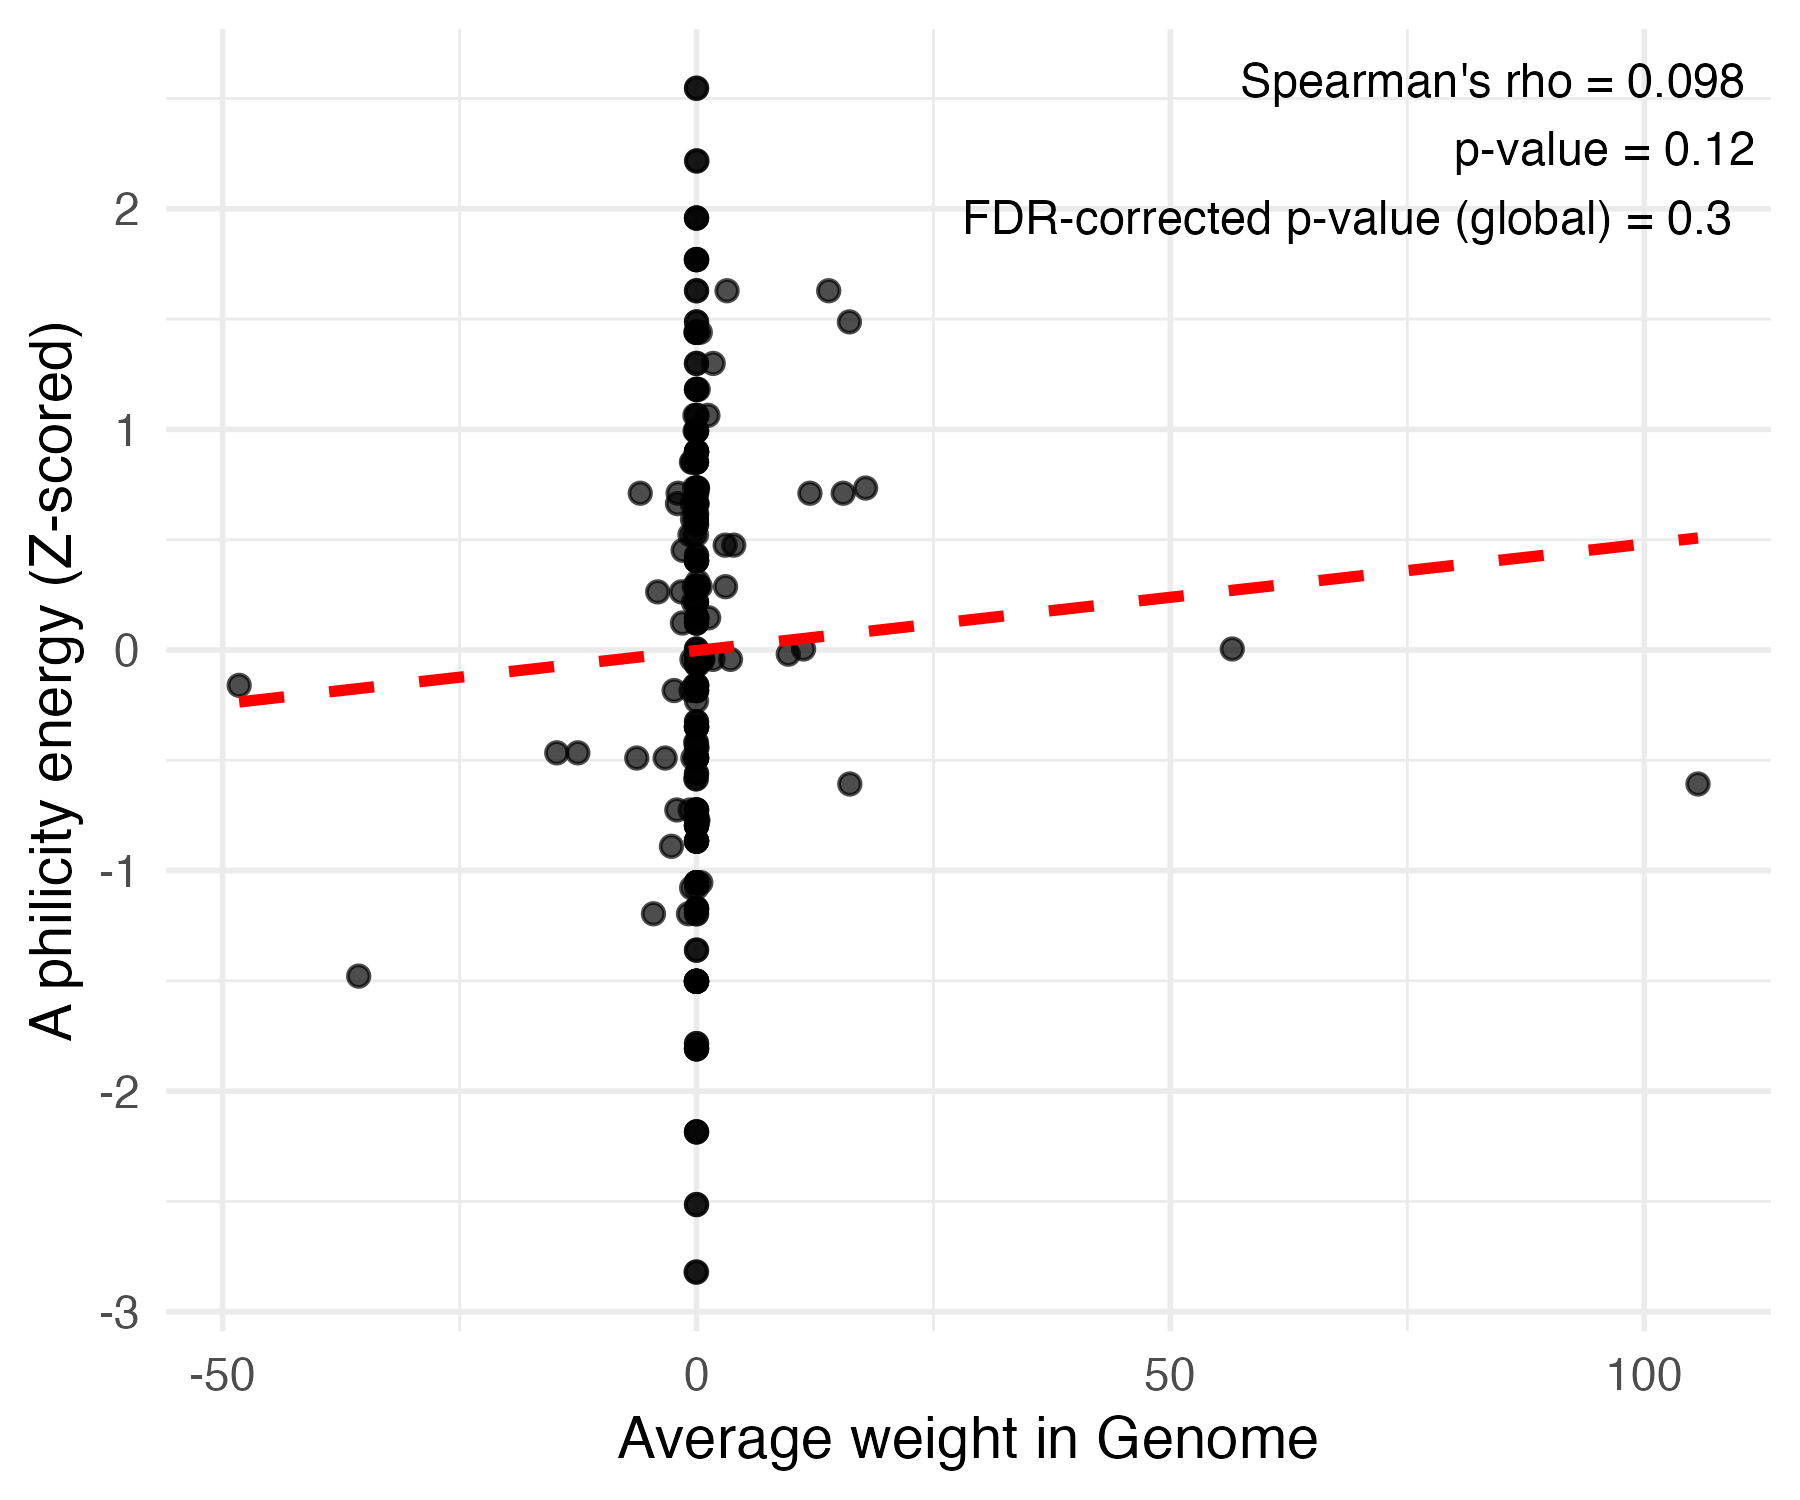 Spearman's rho = 0.098
p-value = 0.12
FDR-corrected p-value (global) = 0.3
A philicity energy (Z-scored)
2
1
0
-1
-2
-3
-50
0
50
100
Average weight in Genome